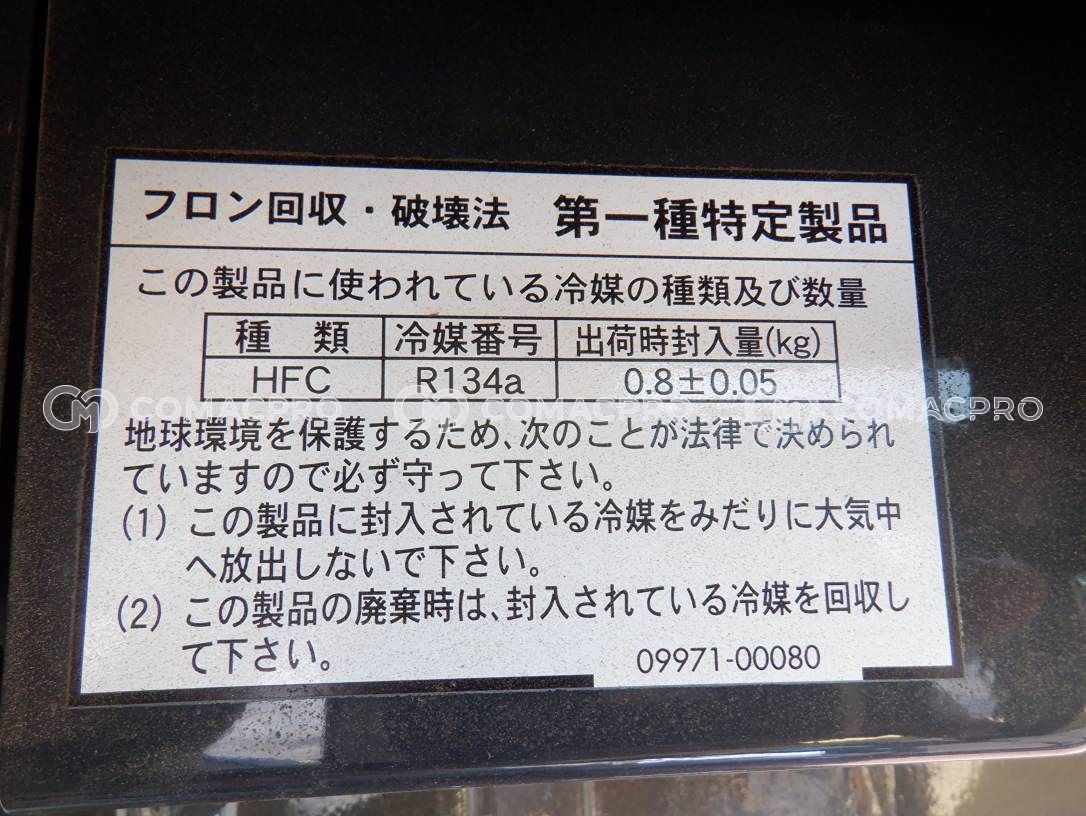 フロン回収・破壊法　第一種特定製品
この製品に使われている冷媒の種類及び数量
種　類　冷媒番号　出荷時封入量(kg)
HFC　R134a　0.8±0.05
COMACPRO　COMACPRO　COMACPRO
地球環境を保護するため、次のことが法律で決められ
ていますので必ず守って下さい。
(1) この製品に封入されている冷媒をみだりに大気中
へ放出しないで下さい。
(2) この製品の廃棄時は、封入されている冷媒を回収し
て下さい。
09971-00080